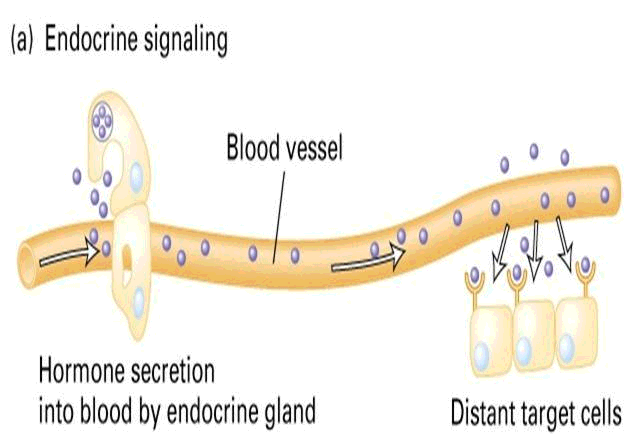 (a) Endocrine signaling
Blood vessel
Hormone secretion
into blood by endocrine gland
Distant target cells